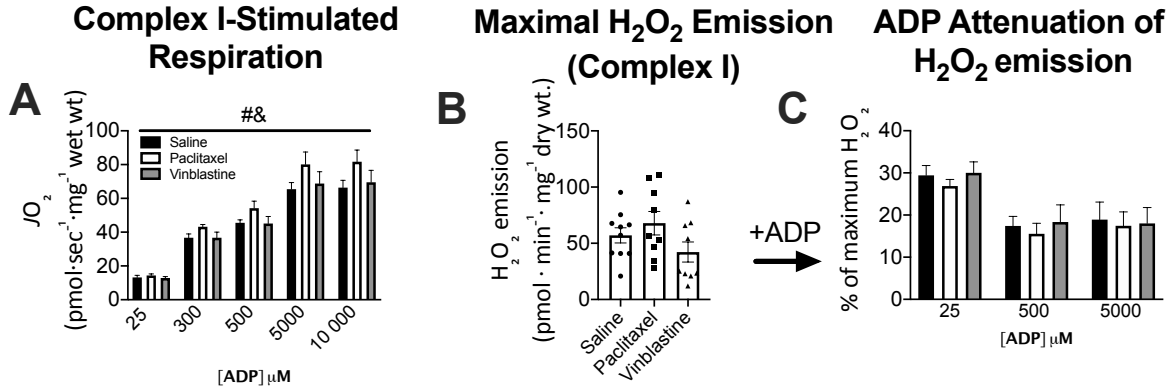 Complex I-Stimulated
Respiration
A
JO₂
(pmol·sec⁻¹·mg⁻¹ wet wt)
100
80
60
40
20
0
#&
Saline
Paclitaxel
Vinblastine
25
300
500
5000
10 000
[ADP] µM
Maximal H₂O₂ Emission
(Complex I)
B
H₂O₂ emission
(pmol · min⁻¹· mg⁻¹ dry wt.)
150
100
50
0
Saline
Paclitaxel
Vinblastine
+ADP
ADP Attenuation of
H₂O₂ emission
C
% of maximum H₂O₂
40
30
20
10
0
25
500
5000
[ADP] µM